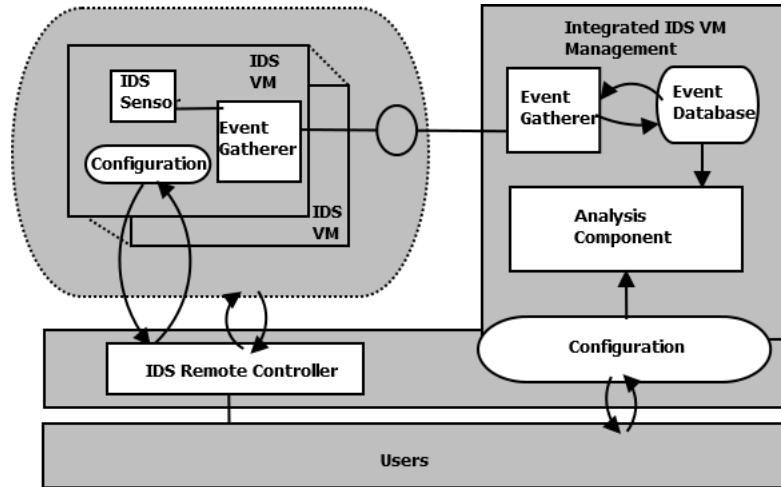 IDS
VM
IDS
Senso
Event
Gatherer
Configuration
IDS
VM
Integrated IDS VM
Management
Event
Gatherer
Event
Database
Analysis
Component
Configuration
IDS Remote Controller
Users